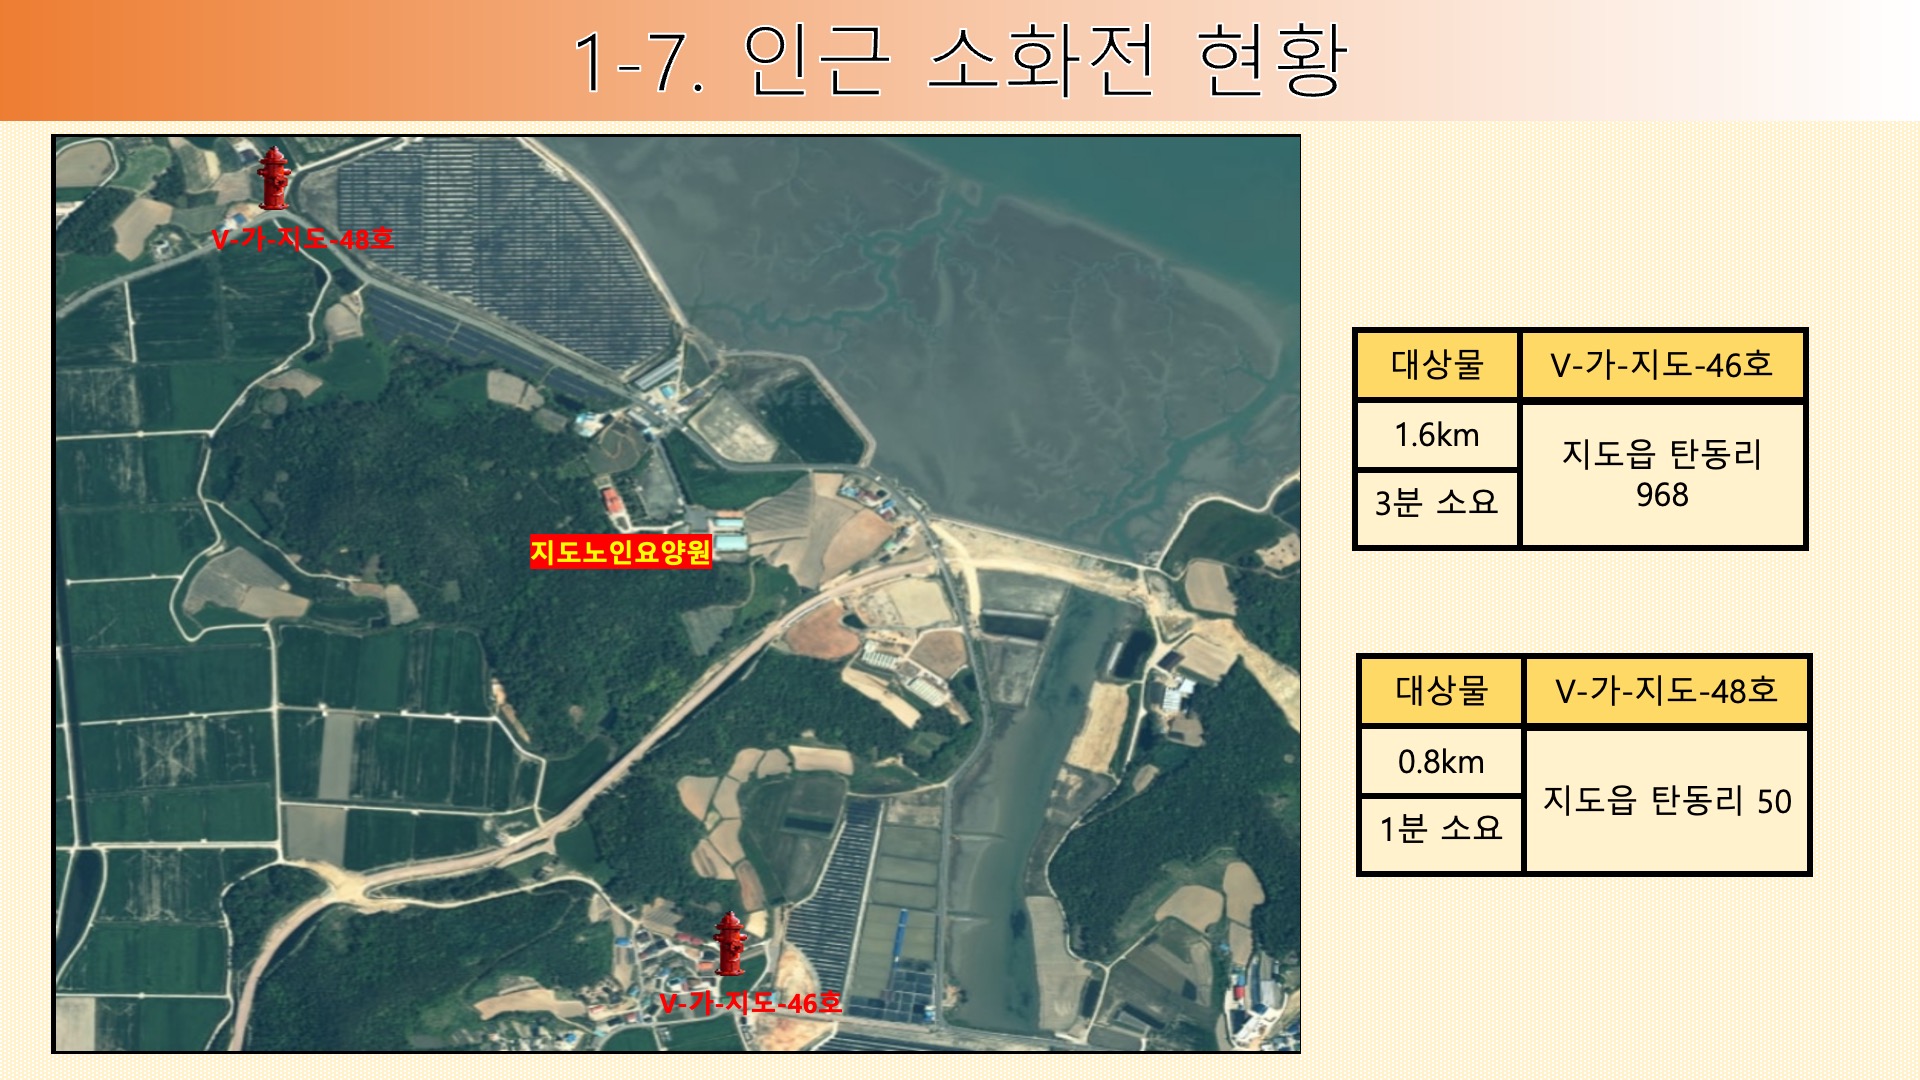 1-7. 인근 소화전 현황
V-가-지도-48호
지도노인요양원
V-가-지도-46호
대상물 V-가-지도-46호
1.6km
지도읍 탄동리
968
3분 소요
대상물 V-가-지도-48호
0.8km
지도읍 탄동리 50
1분 소요